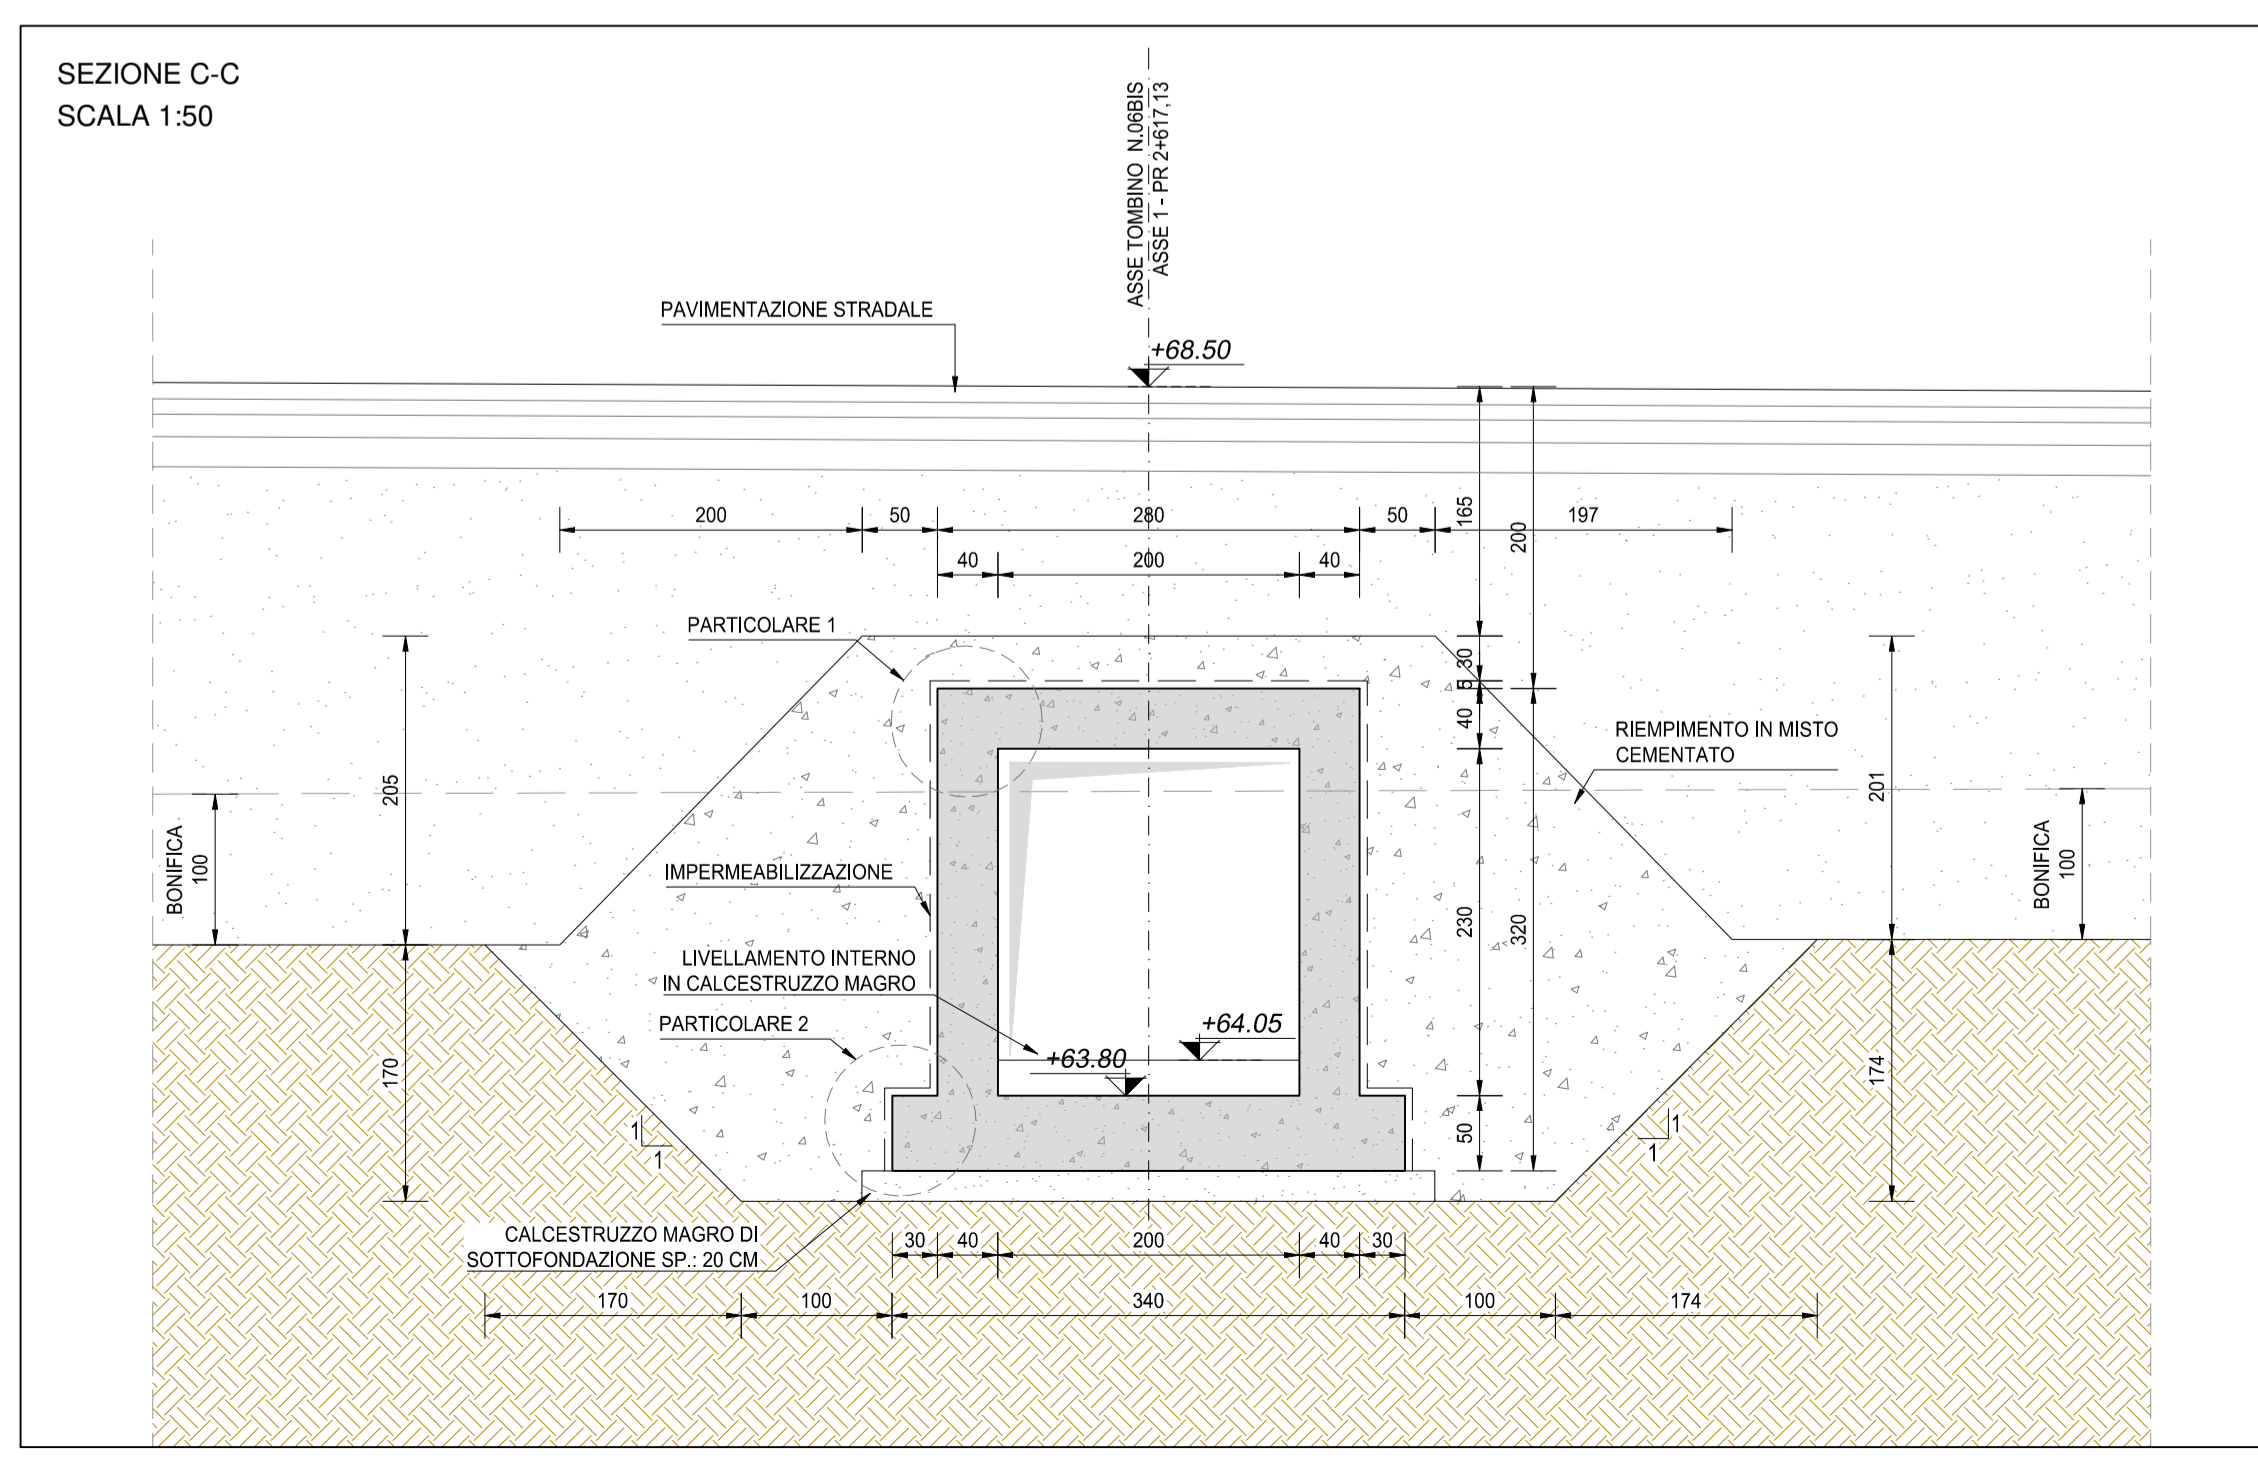 SEZIONE C-C
SCALA 1:50
ASSE TOMBINO N.06BIS
ASSE 1 - PR 2+617,13
PAVIMENTAZIONE STRADALE
+68.50
200
50
280
50
165
200
197
40
200
40
PARTICOLARE 1
30
5
40
RIEMPIMENTO IN MISTO
CEMENTATO
205
201
BONIFICA
100
BONIFICA
100
IMPERMEABILIZZAZIONE
230
320
LIVELLAMENTO INTERNO
IN CALCESTRUZZO MAGRO
PARTICOLARE 2
+64.05
+63.80
170
174
50
1
1
1
1
CALCESTRUZZO MAGRO DI
SOTTOFONDAZIONE SP.: 20 CM
30
40
200
40
30
170
100
340
100
174